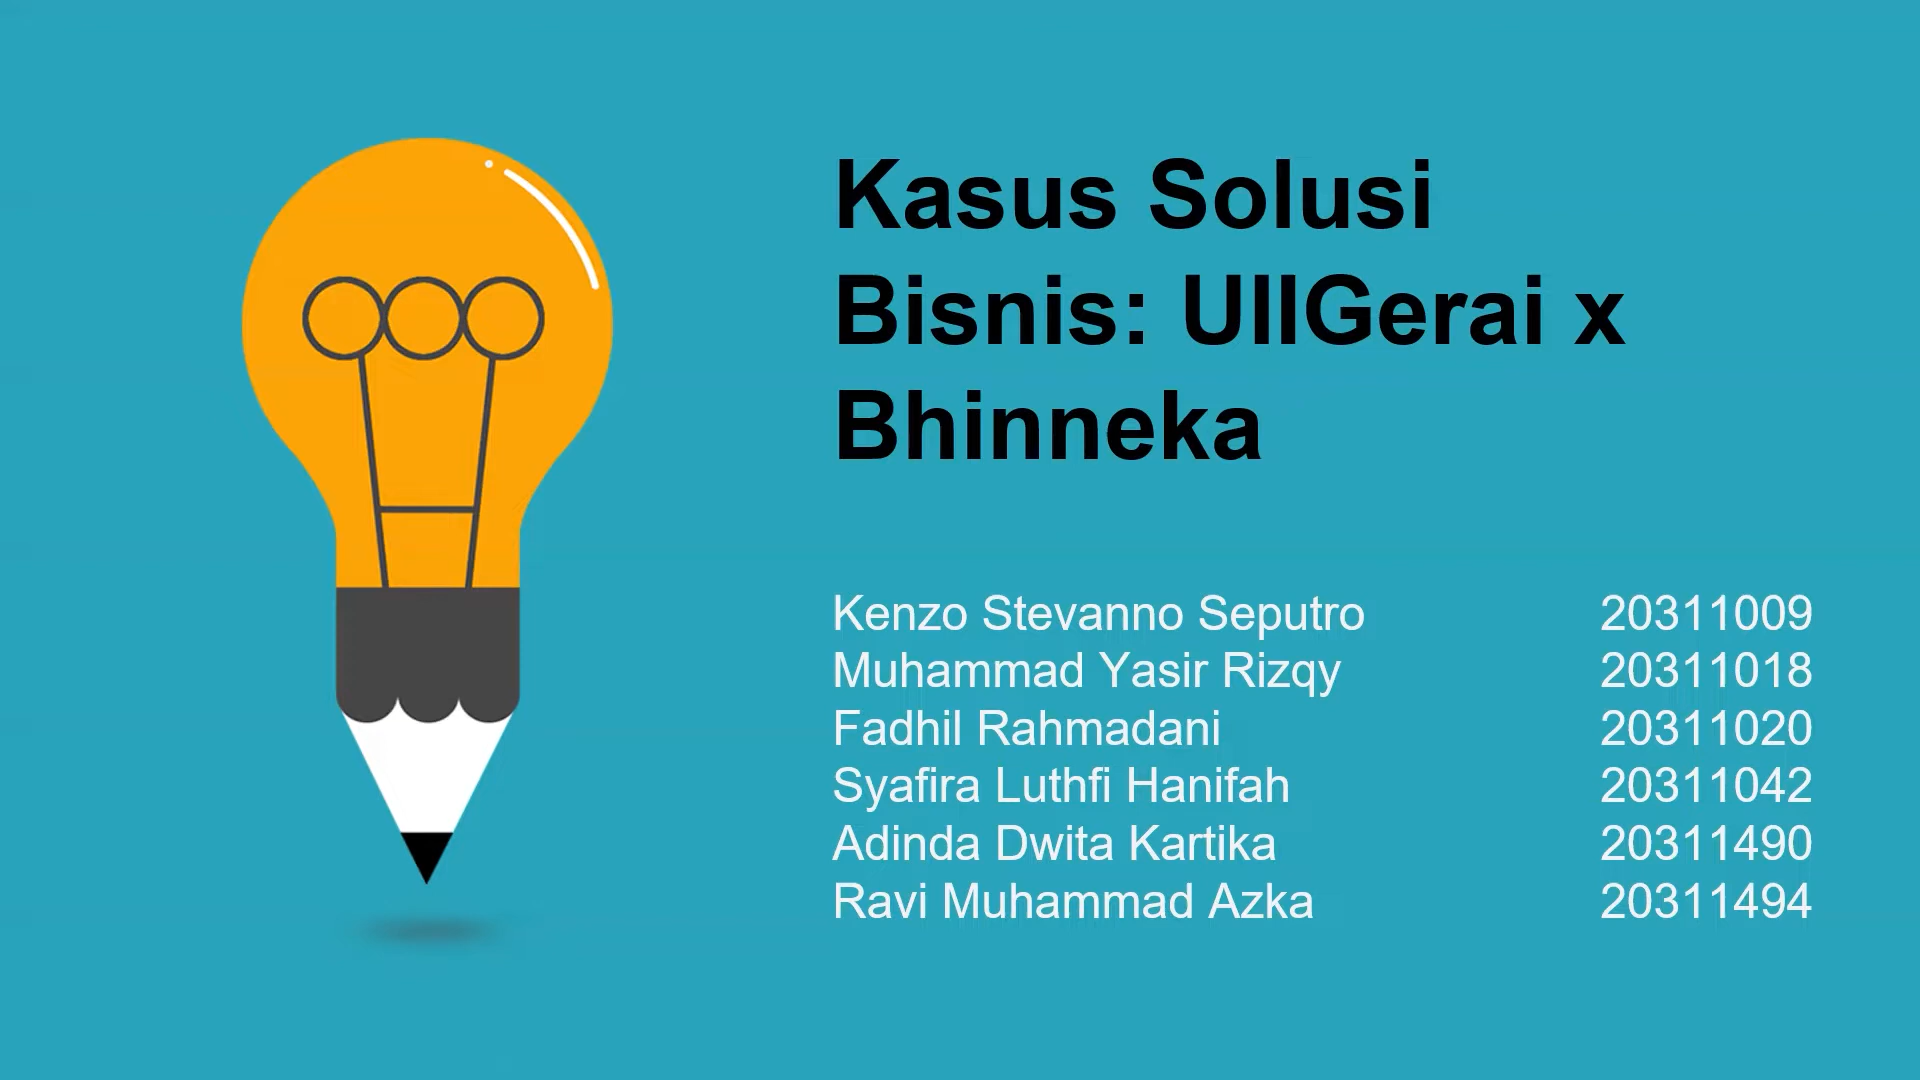 Kasus Solusi
Bisnis: UIIGerai x
Bhinneka
Kenzo Stevanno Seputro 20311009
Muhammad Yasir Rizqy 20311018
Fadhil Rahmadani 20311020
Syafira Luthfi Hanifah 20311042
Adinda Dwita Kartika 20311490
Ravi Muhammad Azka 20311494